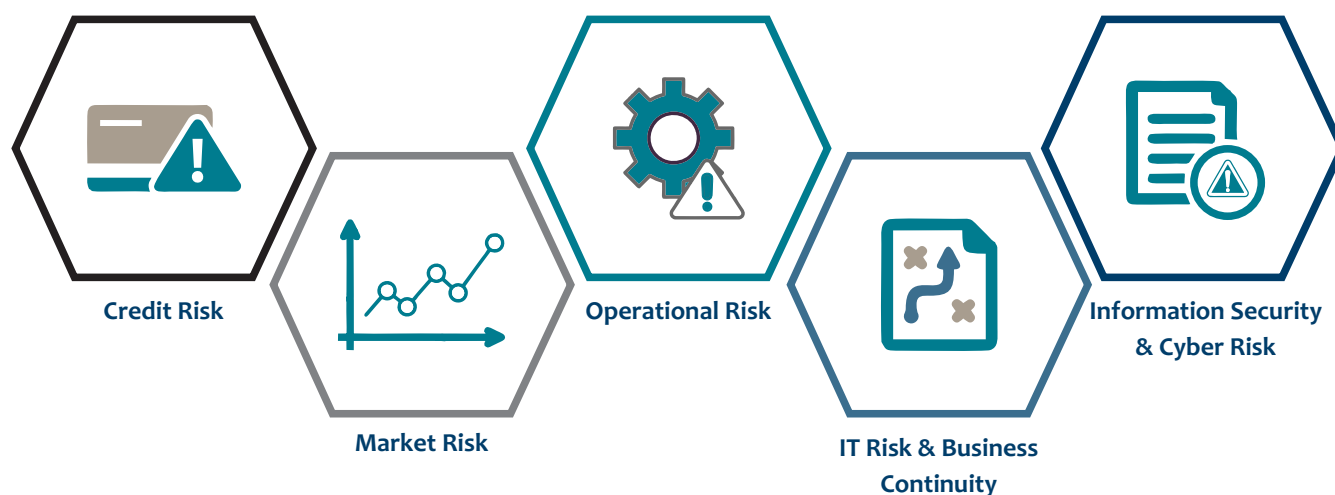 Credit Risk
Market Risk
Operational Risk
IT Risk & Business
Continuity
Information Security
& Cyber Risk